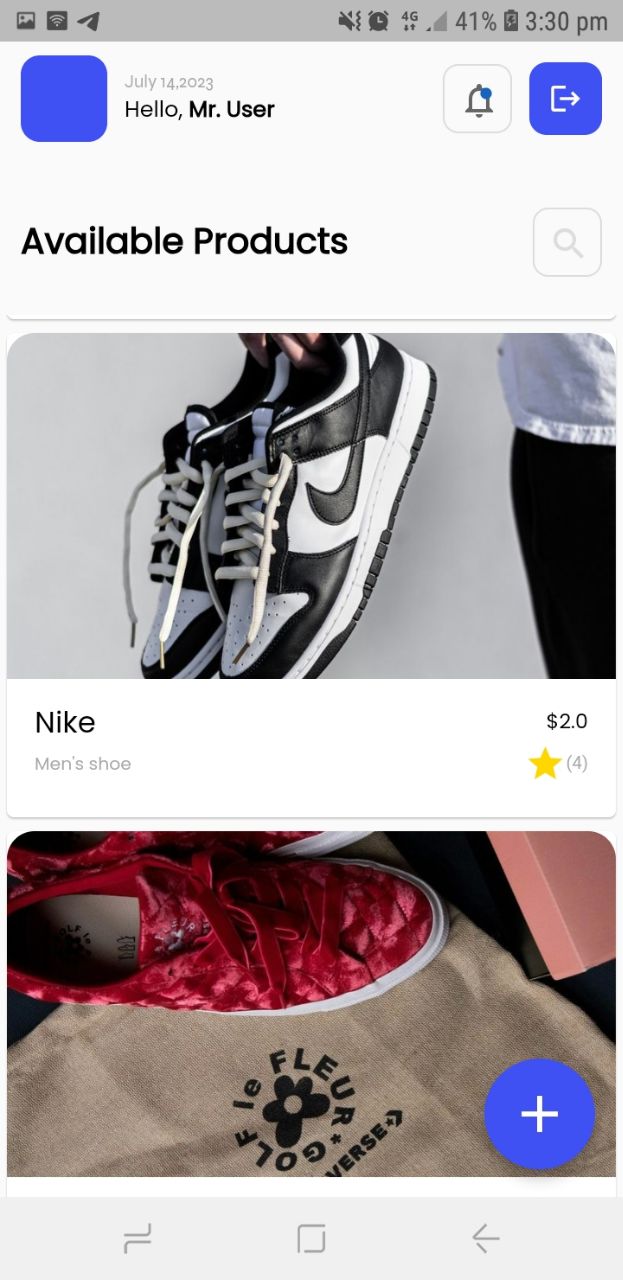 4G 41% 3:30 pm
July 14,2023
Hello, Mr. User
Available Products
Nike $2.0
Men's shoe (4)
GOLF le FLEUR*
VERSE